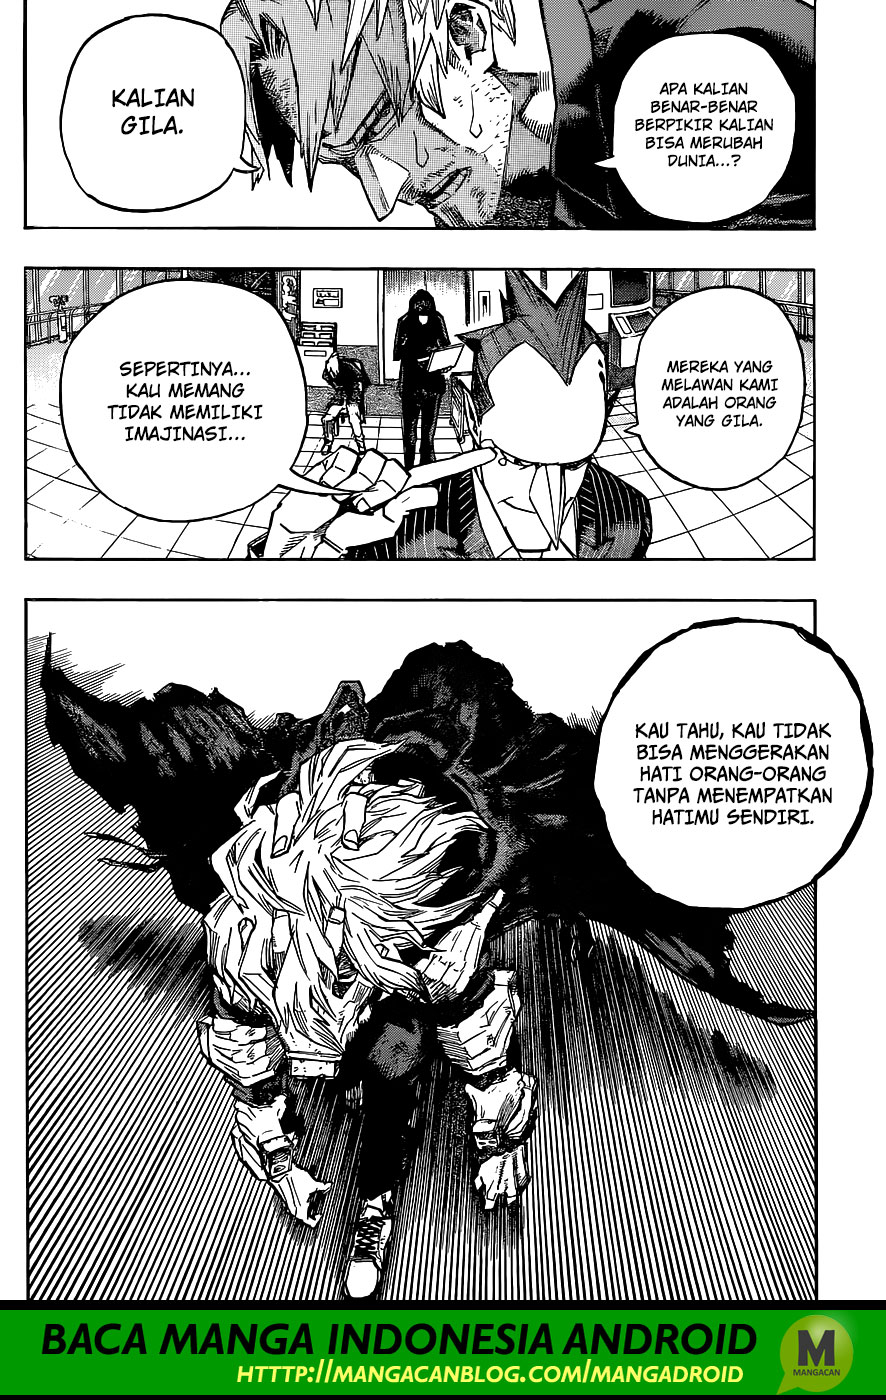 APA KALIAN
BENAR-BENAR
BERPIKIR KALIAN
BISA MERUBAH
DUNIA...?
KALIAN
GILA.
MEREKA YANG
MELAWAN KAMI
ADALAH ORANG
YANG GILA.
SEPERTINYA...
KAU MEMANG
TIDAK MEMILIKI
IMAJINASI...
KAU TAHU, KAU TIDAK
BISA MENGGERAKAN
HATI ORANG-ORANG
TANPA MENEMPATKAN
HATIMU SENDIRI.
BACA MANGA INDONESIA ANDROID
HTTTP://MANGACANBLOG.COM/MANGADROID
M
MANGACAN